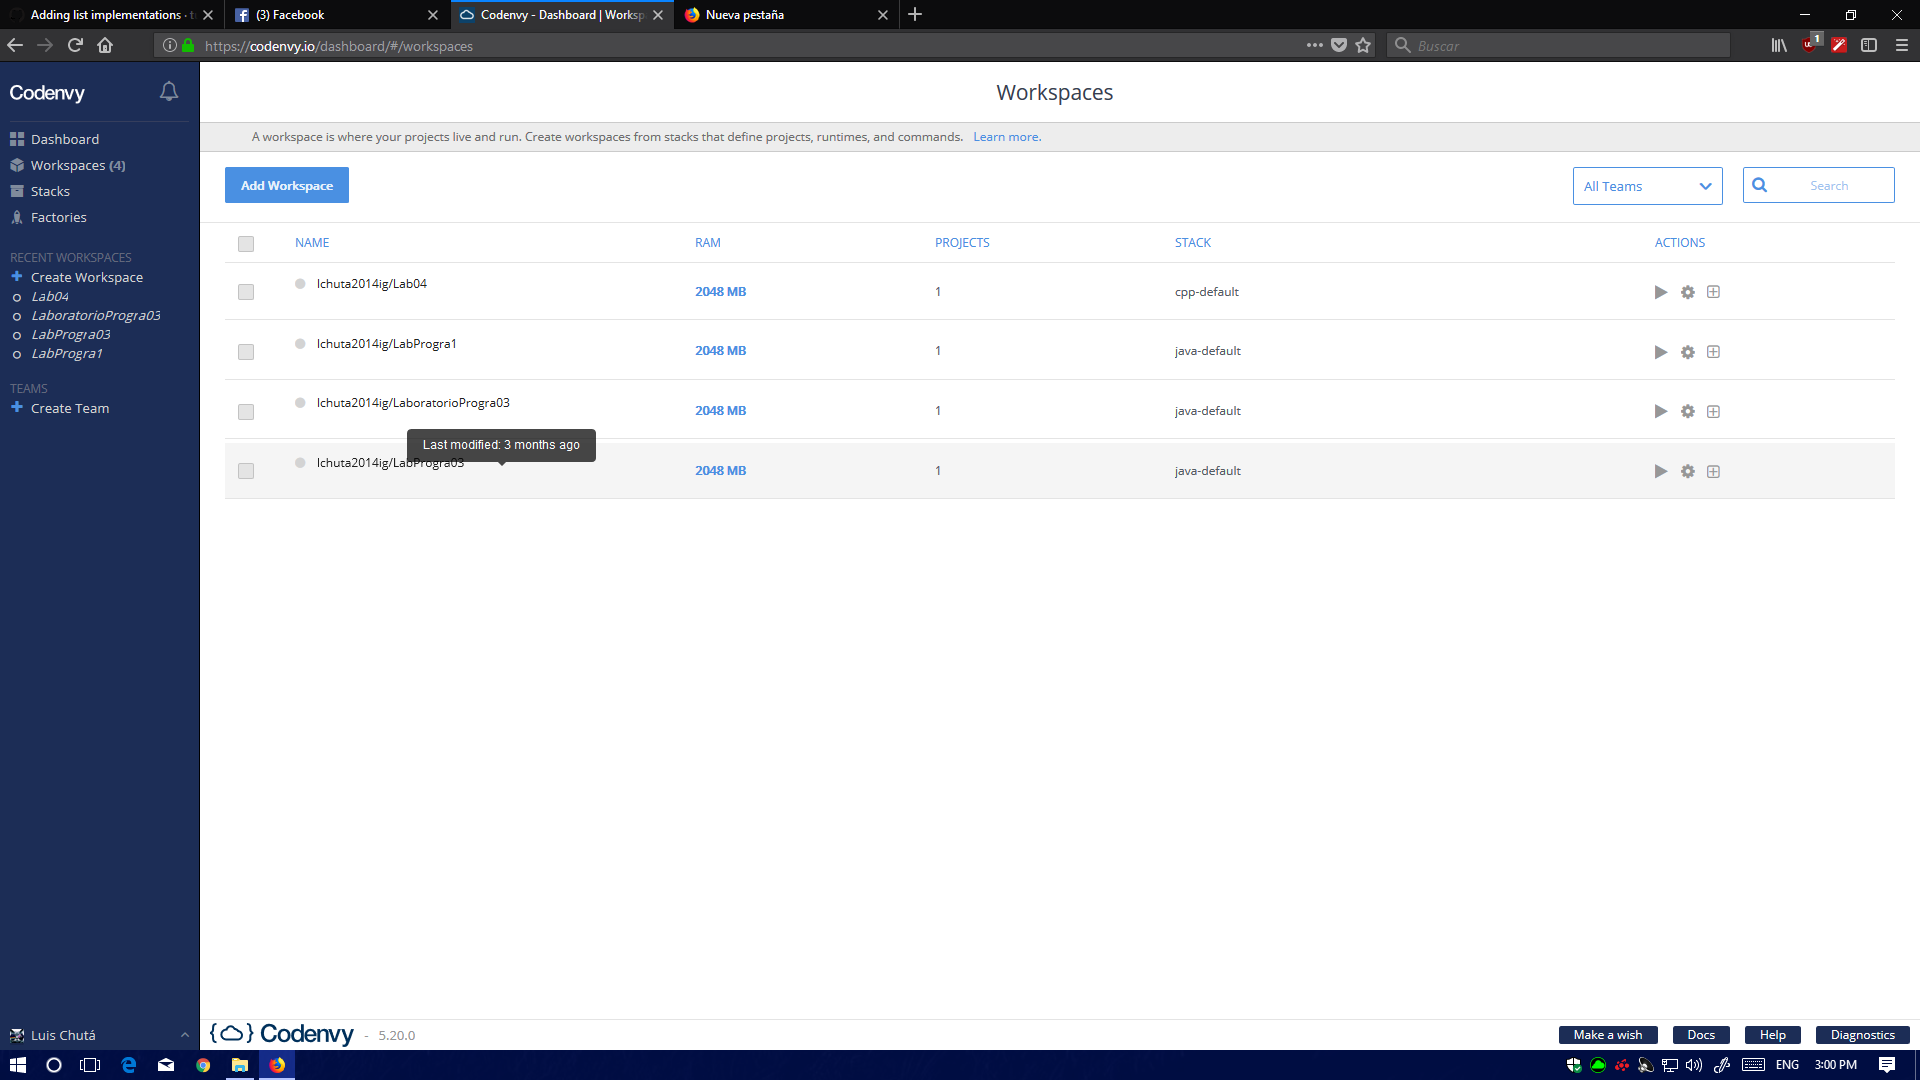 Adding list implementations ·
(3) Facebook
Codenvy - Dashboard | Worksp
Nueva pestaña
https://codenvy.io/dashboard/#/workspaces
Buscar
1
Codenvy
Dashboard
Workspaces (4)
Stacks
Factories
RECENT WORKSPACES
Create Workspace
Lab04
LaboratorioProgra03
LabProgra03
LabProgra1
TEAMS
Create Team
Luis Chutá
Workspaces
A workspace is where your projects live and run. Create workspaces from stacks that define projects, runtimes, and commands. Learn more.
Add Workspace
All Teams
Search
NAME RAM PROJECTS STACK ACTIONS
lchuta2014ig/Lab04 2048 MB 1 cpp-default
lchuta2014ig/LabProgra1 2048 MB 1 java-default
lchuta2014ig/LaboratorioProgra03 2048 MB 1 java-default
Last modified: 3 months ago
lchuta2014ig/LabProgra03 2048 MB 1 java-default
{ } Codenvy - 5.20.0
Make a wish
Docs
Help
Diagnostics
ENG
3:00 PM